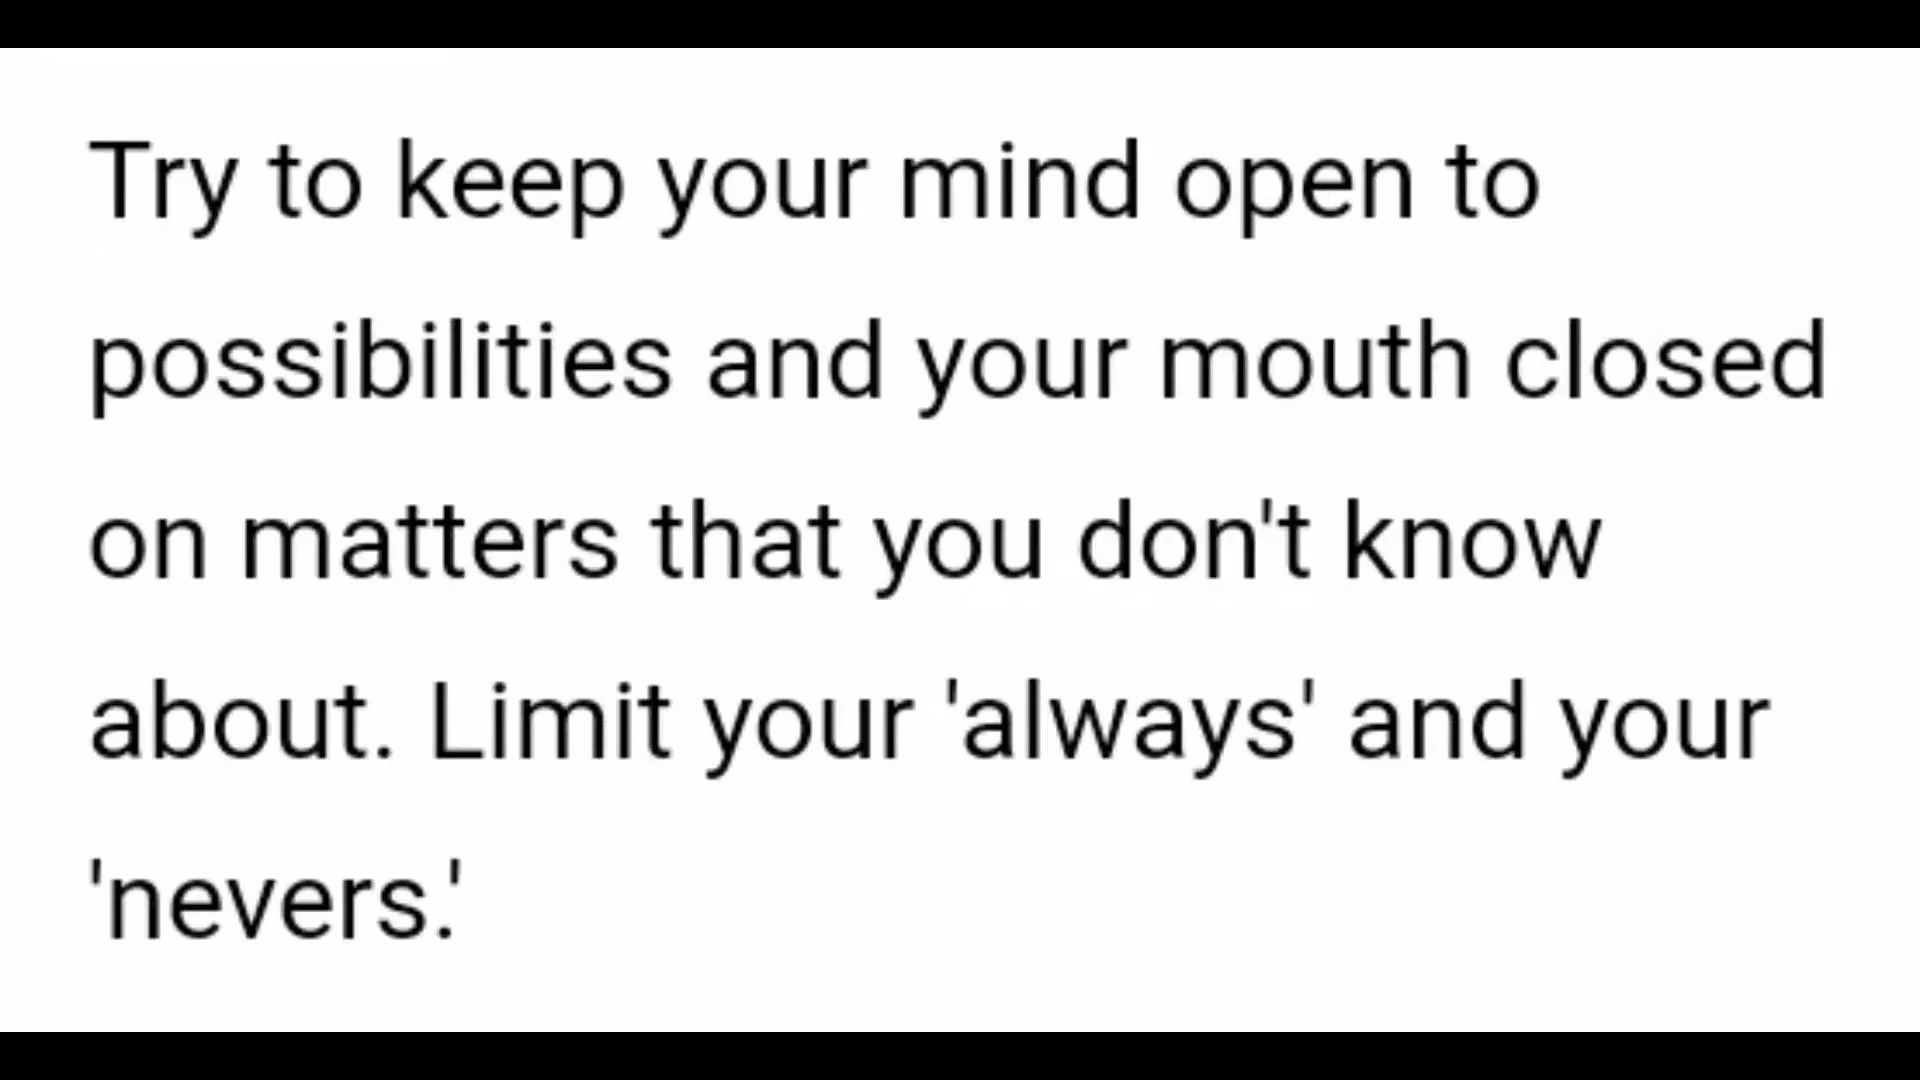 Try to keep your mind open to
possibilities and your mouth closed
on matters that you don't know
about. Limit your 'always' and your
'nevers.'